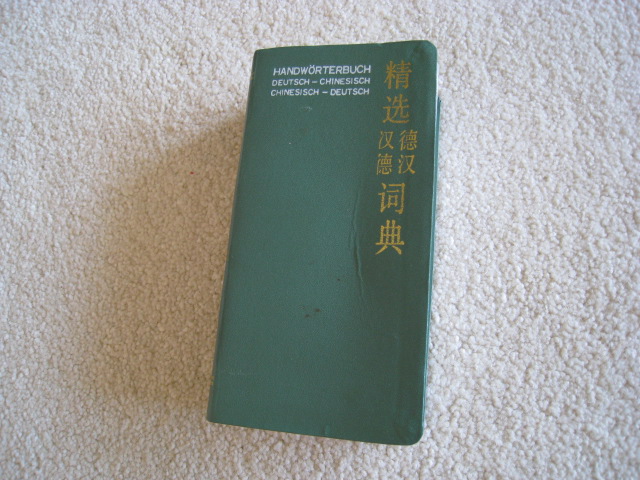 HANDWÖRTERBUCH
DEUTSCH – CHINESISCH
CHINESISCH – DEUTSCH
精选
德汉
汉德
词典